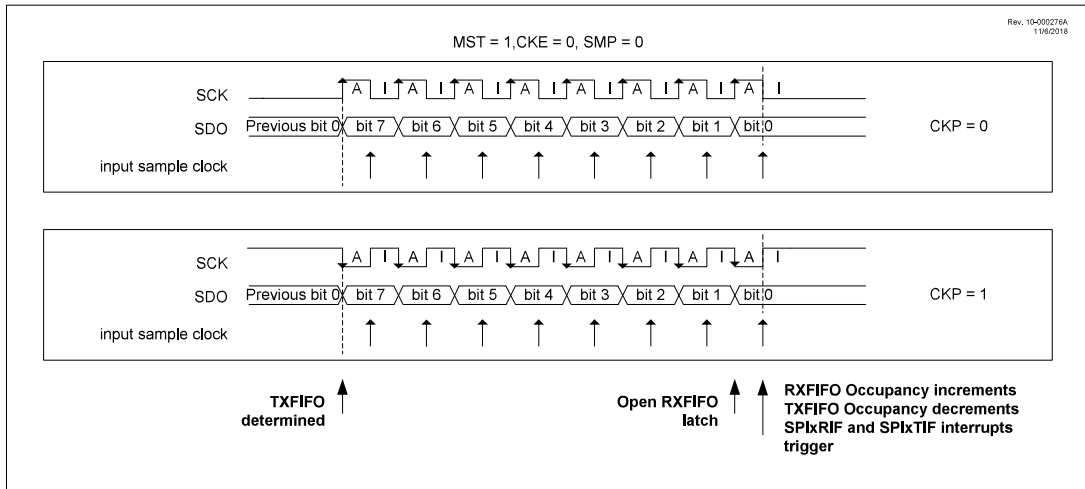 Rev. 10-000276A
11/6/2018
MST = 1,CKE = 0, SMP = 0
SCK A I A I A I A I A I A I A I A I
SDO Previous bit 0 bit 7 bit 6 bit 5 bit 4 bit 3 bit 2 bit 1 bit 0 CKP = 0
input sample clock
SCK A I A I A I A I A I A I A I A I
SDO Previous bit 0 bit 7 bit 6 bit 5 bit 4 bit 3 bit 2 bit 1 bit 0 CKP = 1
input sample clock
TXFIFO
determined
Open RXFIFO
latch
RXFIFO Occupancy increments
TXFIFO Occupancy decrements
SPIxRIF and SPIxTIF interrupts
trigger